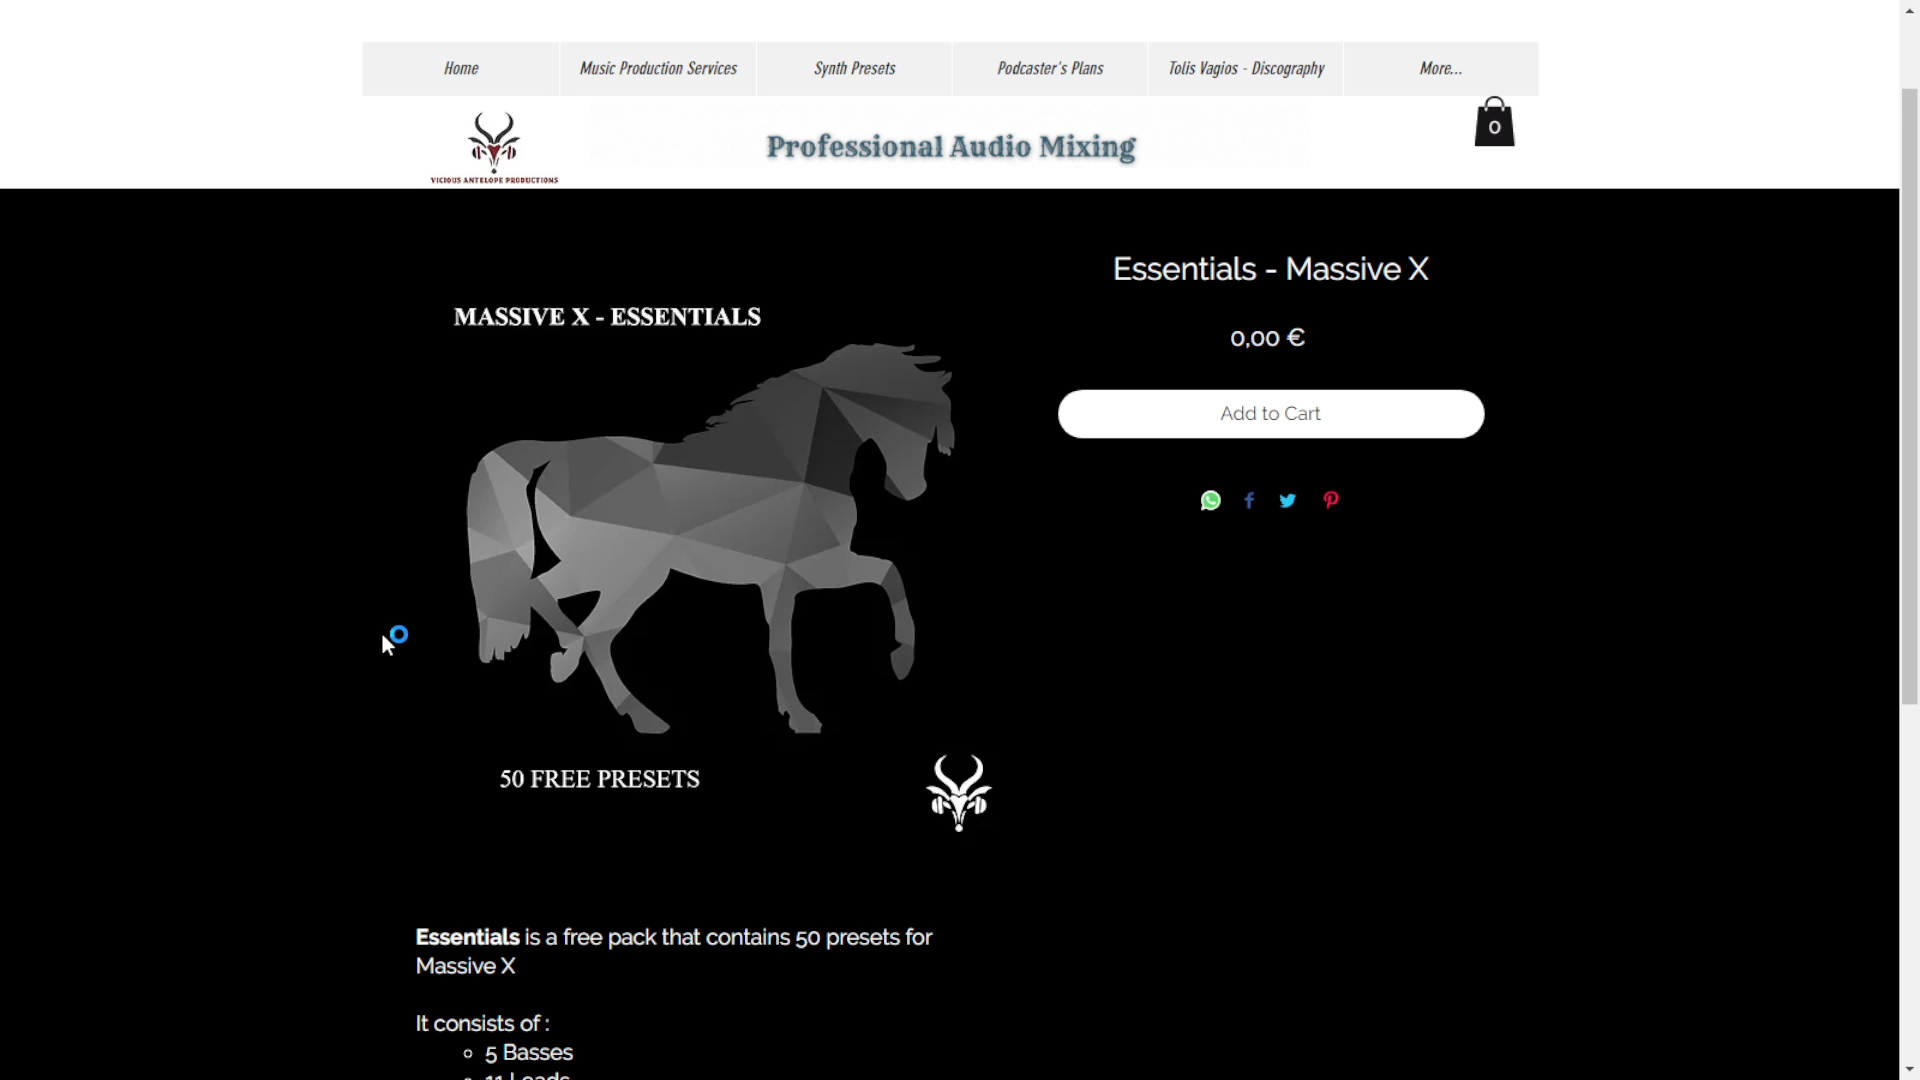 Home
Music Production Services
Synth Presets
Podcaster's Plans
Tolis Vagios - Discography
More...
VICIOUS ANTELOPE PRODUCTIONS
Professional Audio Mixing
0
Essentials - Massive X
0,00 €
Add to Cart
MASSIVE X - ESSENTIALS
50 FREE PRESETS
Essentials is a free pack that contains 50 presets for
Massive X
It consists of :
5 Basses
11 Leads